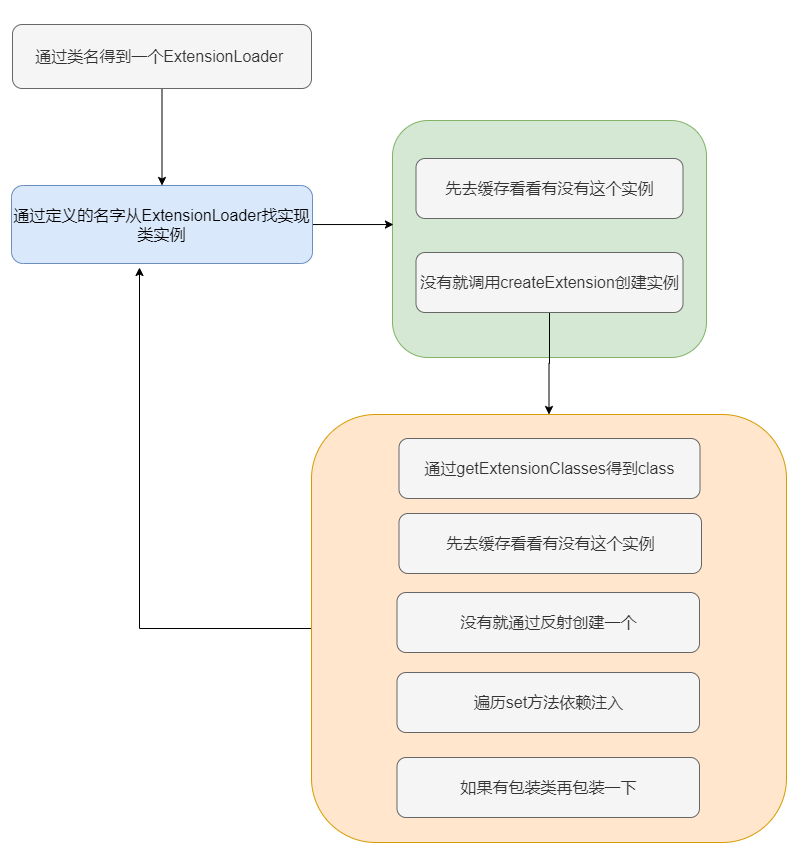 通过类名得到一个ExtensionLoader
通过定义的名字从ExtensionLoader找实现
类实例
先去缓存看看有没有这个实例
没有就调用createExtension创建实例
通过getExtensionClasses得到class
先去缓存看看有没有这个实例
没有就通过反射创建一个
遍历set方法依赖注入
如果有包装类再包装一下